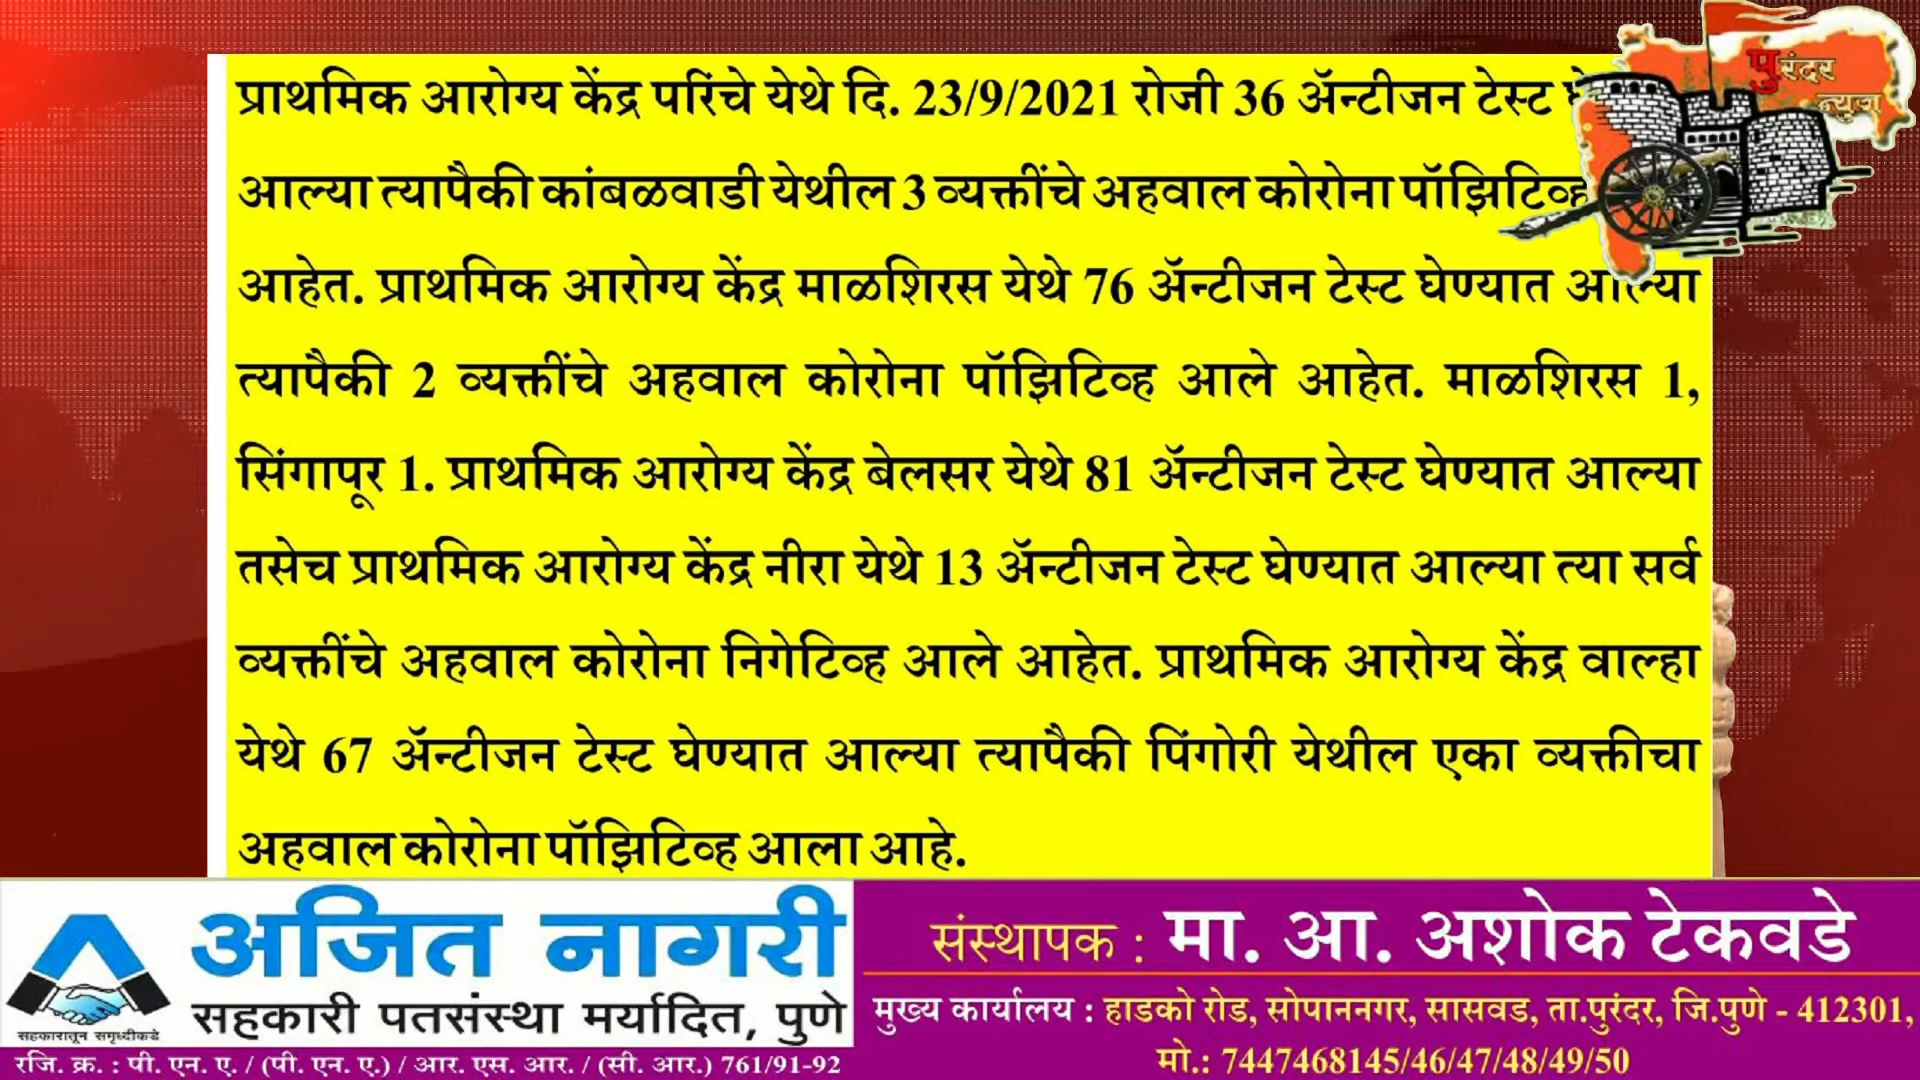 प्राथमिक आरोग्य केंद्र परिंचे येथे दि. 23/9/2021 रोजी 36 ॲन्टीजन टेस्ट
आल्या त्यापैकी कांबळवाडी येथील 3 व्यक्तींचे अहवाल कोरोना पॉझिटिव्ह
आहेत. प्राथमिक आरोग्य केंद्र माळशिरस येथे 76 ॲन्टीजन टेस्ट घेण्यात आल्या
त्यापैकी 2 व्यक्तींचे अहवाल कोरोना पॉझिटिव्ह आले आहेत. माळशिरस 1,
सिंगापूर 1. प्राथमिक आरोग्य केंद्र बेलसर येथे 81 ॲन्टीजन टेस्ट घेण्यात आल्या
तसेच प्राथमिक आरोग्य केंद्र नीरा येथे 13 ॲन्टीजन टेस्ट घेण्यात आल्या त्या सर्व
व्यक्तींचे अहवाल कोरोना निगेटिव्ह आले आहेत. प्राथमिक आरोग्य केंद्र वाल्हा
येथे 67 ॲन्टीजन टेस्ट घेण्यात आल्या त्यापैकी पिंगोरी येथील एका व्यक्तीचा
अहवाल कोरोना पॉझिटिव्ह आला आहे.
पुरंदर
न्युज
अजित नागरी
सहकारी पतसंस्था मर्यादित, पुणे
सहकारातून समृध्दीकडे
रजि. क्र. : पी. एन. ए. / (पी. एन. ए.) / आर. एस. आर. / (सी. आर.) 761/91-92
संस्थापक : मा. आ. अशोक टेकवडे
मुख्य कार्यालय : हाडको रोड, सोपाननगर, सासवड, ता.पुरंदर, जि.पुणे - 412301,
मो.: 7447468145/46/47/48/49/50